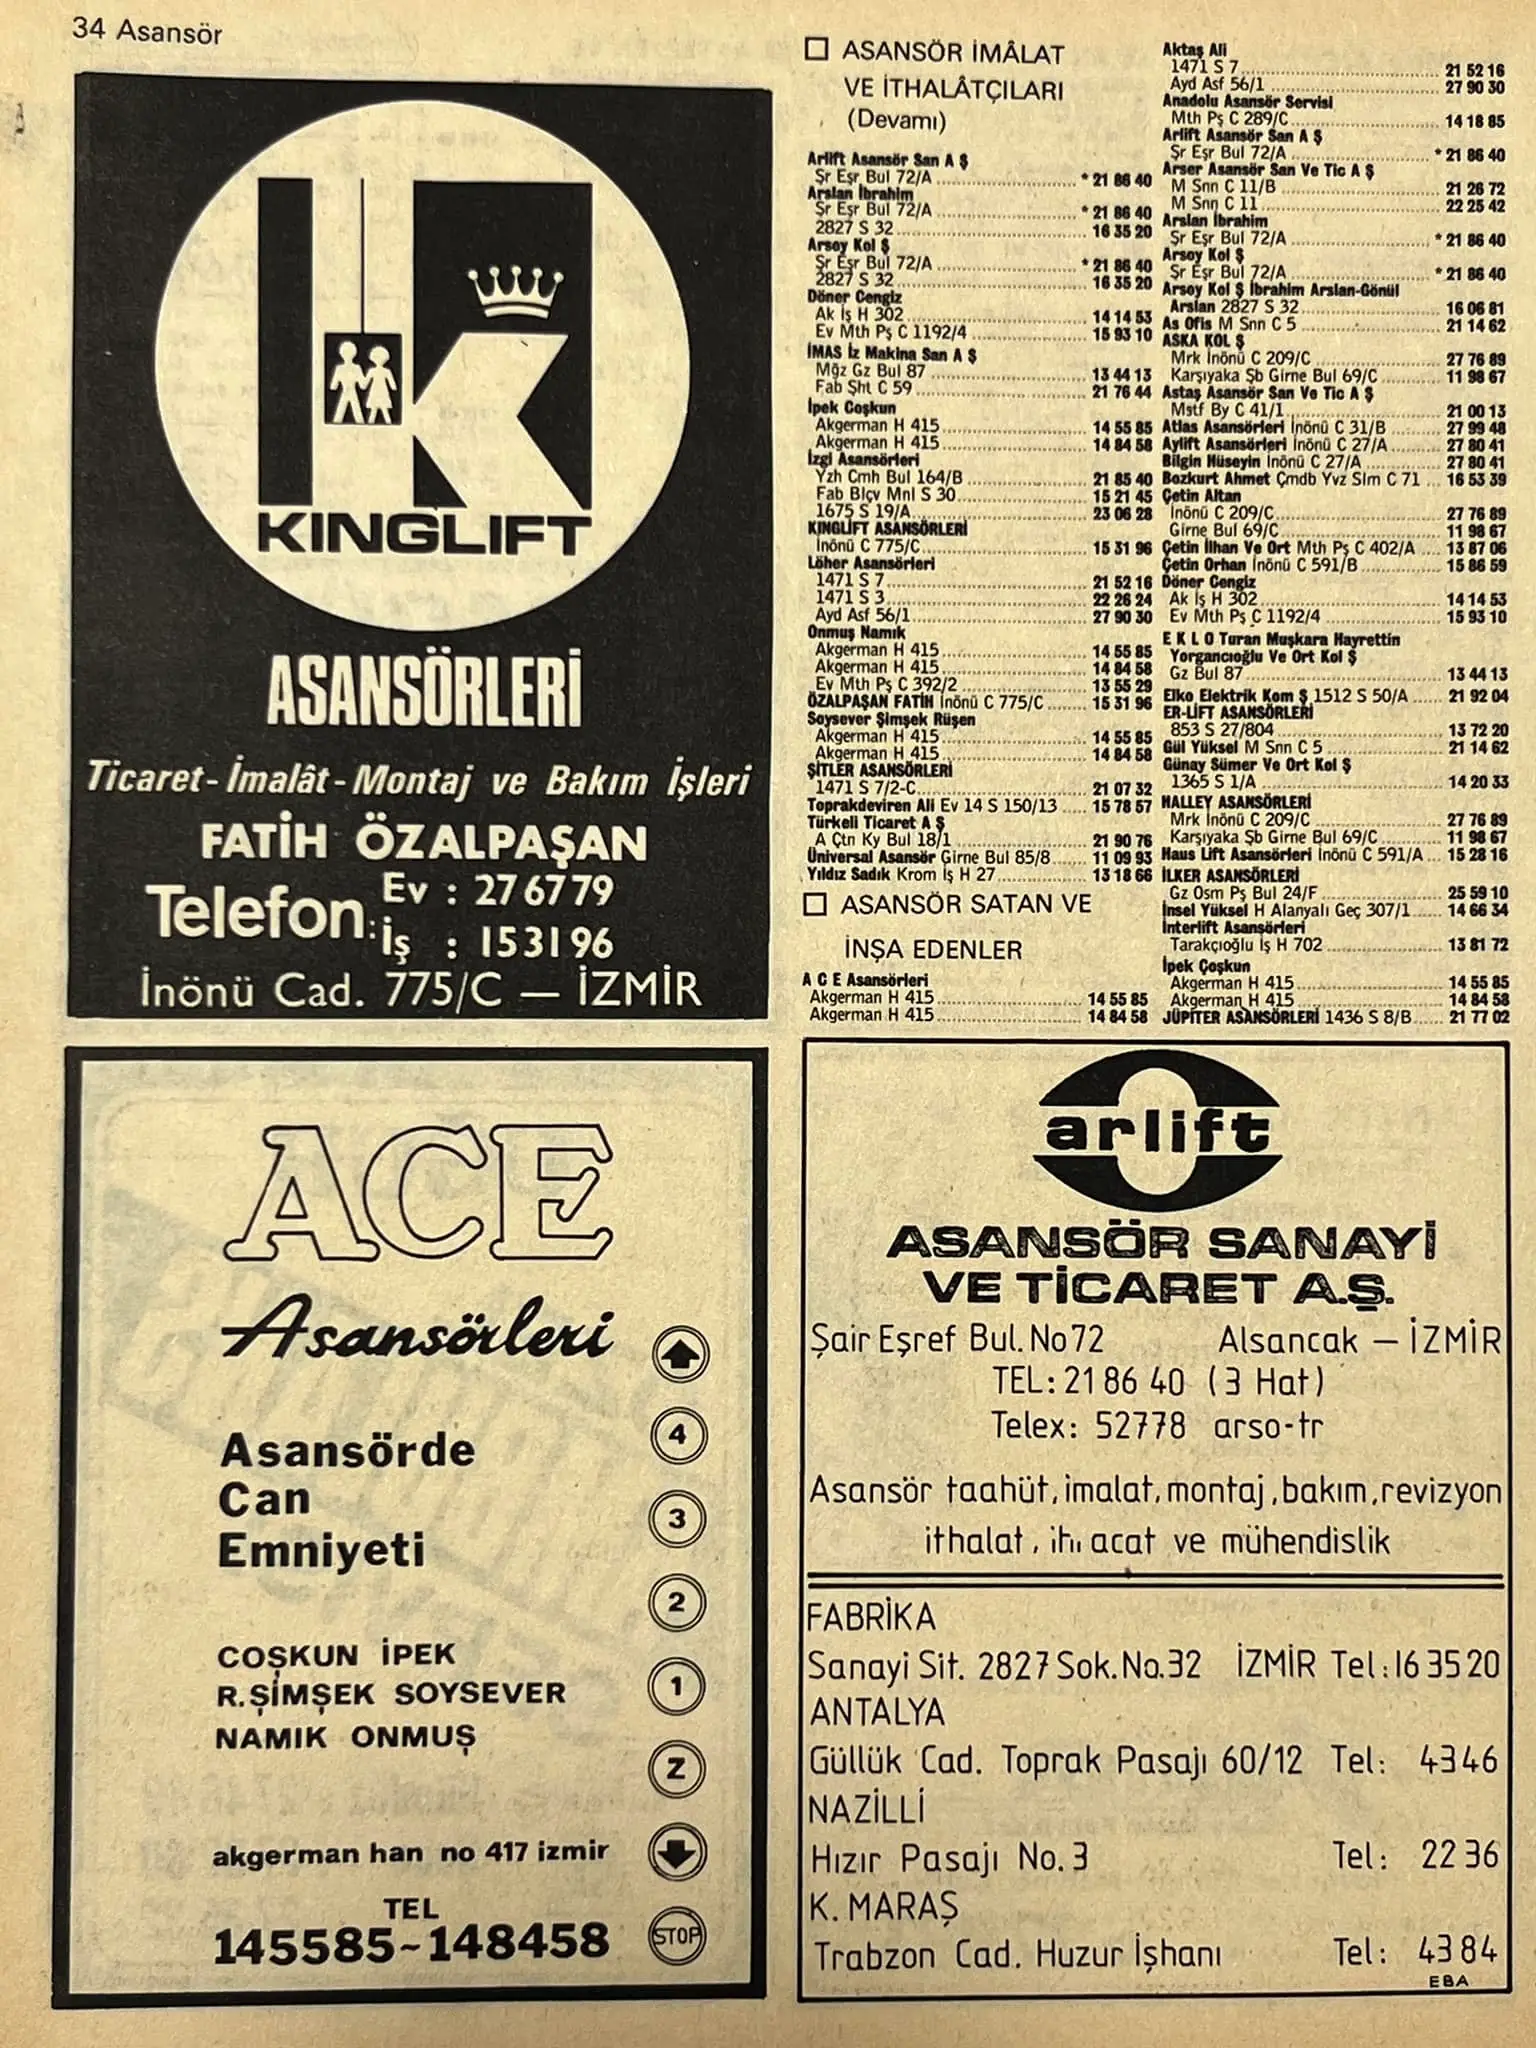 34 Asansör
KINGLIFT
ASANSÖRLERİ
Ticaret-İmalât-Montaj ve Bakım İşleri
FATİH ÖZALPAŞAN
Telefon:
Ev : 276779
İş : 153196
İnönü Cad. 775/C — İZMİR
ACE
Asansörleri
Asansörde
Can
Emniyeti
COŞKUN İPEK
R.ŞİMŞEK SOYSEVER
NAMIK ONMUŞ
akgerman han no 417 izmir
TEL
145585~148458
4
3
2
1
Z
STOP
ASANSÖR İMÂLAT
VE İTHALÂTÇILARI
(Devamı)
Arlift Asansör San A Ş
Şr Eşr Bul 72/A * 21 86 40
Arslan İbrahim
Şr Eşr Bul 72/A * 21 86 40
2827 S 32 16 35 20
Arsoy Kol Ş
Şr Eşr Bul 72/A * 21 86 40
2827 S 32 16 35 20
Döner Cengiz
Ak İş H 302 14 14 53
Ev Mth Pş C 1192/4 15 93 10
İMAS İz Makina San A Ş
Mğz Gz Bul 87 13 44 13
Fab Şht C 59 21 76 44
İpek Coşkun
Akgerman H 415 14 55 85
Akgerman H 415 14 84 58
İzgi Asansörleri
Yzh Cmh Bul 164/B 21 85 40
Fab Blçv Mnl S 30 15 21 45
1675 S 19/A 23 06 28
KINGLİFT ASANSÖRLERİ
İnönü C 775/C 15 31 96
Löher Asansörleri
1471 S 7 21 52 16
1471 S 3 22 26 24
Ayd Asf 56/1 27 90 30
Onmuş Namık
Akgerman H 415 14 55 85
Akgerman H 415 14 84 58
Ev Mth Pş C 392/2 13 55 29
ÖZALPAŞAN FATİH İnönü C 775/C 15 31 96
Soysever Şimşek Rüşen
Akgerman H 415 14 55 85
Akgerman H 415 14 84 58
ŞİTLER ASANSÖRLERİ
1471 S 7/2-C 21 07 32
Toprakdeviren Ali Ev 14 S 150/13 15 78 57
Türkeli Ticaret A Ş
A Çtn Ky Bul 18/1 21 90 76
Üniversal Asansör Girne Bul 85/8 11 09 93
Yıldız Sadık Krom İş H 27 13 18 66
ASANSÖR SATAN VE
İNŞA EDENLER
A C E Asansörleri
Akgerman H 415 14 55 85
Akgerman H 415 14 84 58
Aktaş Ali
1471 S 7 21 52 16
Ayd Asf 56/1 27 90 30
Anadolu Asansör Servisi
Mth Pş C 289/C 14 18 85
Arlift Asansör San A Ş
Şr Eşr Bul 72/A * 21 86 40
Arser Asansör San Ve Tic A Ş
M Snn C 11/B 21 26 72
M Snn C 11 22 25 42
Arslan İbrahim
Şr Eşr Bul 72/A * 21 86 40
Arsoy Kol Ş
Şr Eşr Bul 72/A * 21 86 40
Arsoy Kol Ş İbrahim Arslan-Gönül
Arslan 2827 S 32 16 06 81
As Ofis M Snn C 5 21 14 62
ASKA KOL Ş
Mrk İnönü C 209/C 27 76 89
Karşıyaka Şb Girne Bul 69/C 11 98 67
Astaş Asansör San Ve Tic A Ş
Mstf By C 41/1 21 00 13
Atlas Asansörleri İnönü C 31/B 27 99 48
Aylift Asansörleri İnönü C 27/A 27 80 41
Bilgin Hüseyin İnönü C 27/A 27 80 41
Bozkurt Ahmet Çmdb Yvz Slm C 71 16 53 39
Çetin Altan
İnönü C 209/C 27 76 89
Girne Bul 69/C 11 98 67
Çetin İlhan Ve Ort Mth Pş C 402/A 13 87 06
Çetin Orhan İnönü C 591/B 15 86 59
Döner Cengiz
Ak İş H 302 14 14 53
Ev Mth Pş C 1192/4 15 93 10
E K L O Turan Muşkara Hayrettin
Yorgancıoğlu Ve Ort Kol Ş
Gz Bul 87 13 44 13
Elko Elektrik Kom Ş 1512 S 50/A 21 92 04
ER-LİFT ASANSÖRLERİ
853 S 27/804 13 72 20
Gül Yüksel M Snn C 5 21 14 62
Günay Sümer Ve Ort Kol Ş
1365 S 1/A 14 20 33
HALLEY ASANSÖRLERİ
Mrk İnönü C 209/C 27 76 89
Karşıyaka Şb Girne Bul 69/C 11 98 67
Haus Lift Asansörleri İnönü C 591/A 15 28 16
İLKER ASANSÖRLERİ
Gz Osm Pş Bul 24/F 25 59 10
İnsel Yüksel H Alanyalı Geç 307/1 14 66 34
İnterlift Asansörleri
Tarakçıoğlu İş H 702 13 81 72
İpek Çoşkun
Akgerman H 415 14 55 85
Akgerman H 415 14 84 58
JÜPİTER ASANSÖRLERİ 1436 S 8/B 21 77 02
arlift
ASANSÖR SANAYİ
VE TİCARET A.Ş.
Şair Eşref Bul. No 72 Alsancak — İZMİR
TEL: 21 86 40 (3 Hat)
Telex: 52778 arso-tr
Asansör taahüt, imalat, montaj, bakım, revizyon
ithalat, ihracat ve mühendislik
FABRİKA
Sanayi Sit. 2827 Sok. No. 32 İZMİR Tel: 16 35 20
ANTALYA
Güllük Cad. Toprak Pasajı 60/12 Tel: 43 46
NAZİLLİ
Hızır Pasajı No. 3 Tel: 22 36
K. MARAŞ
Trabzon Cad. Huzur İşhanı Tel: 43 84
EBA